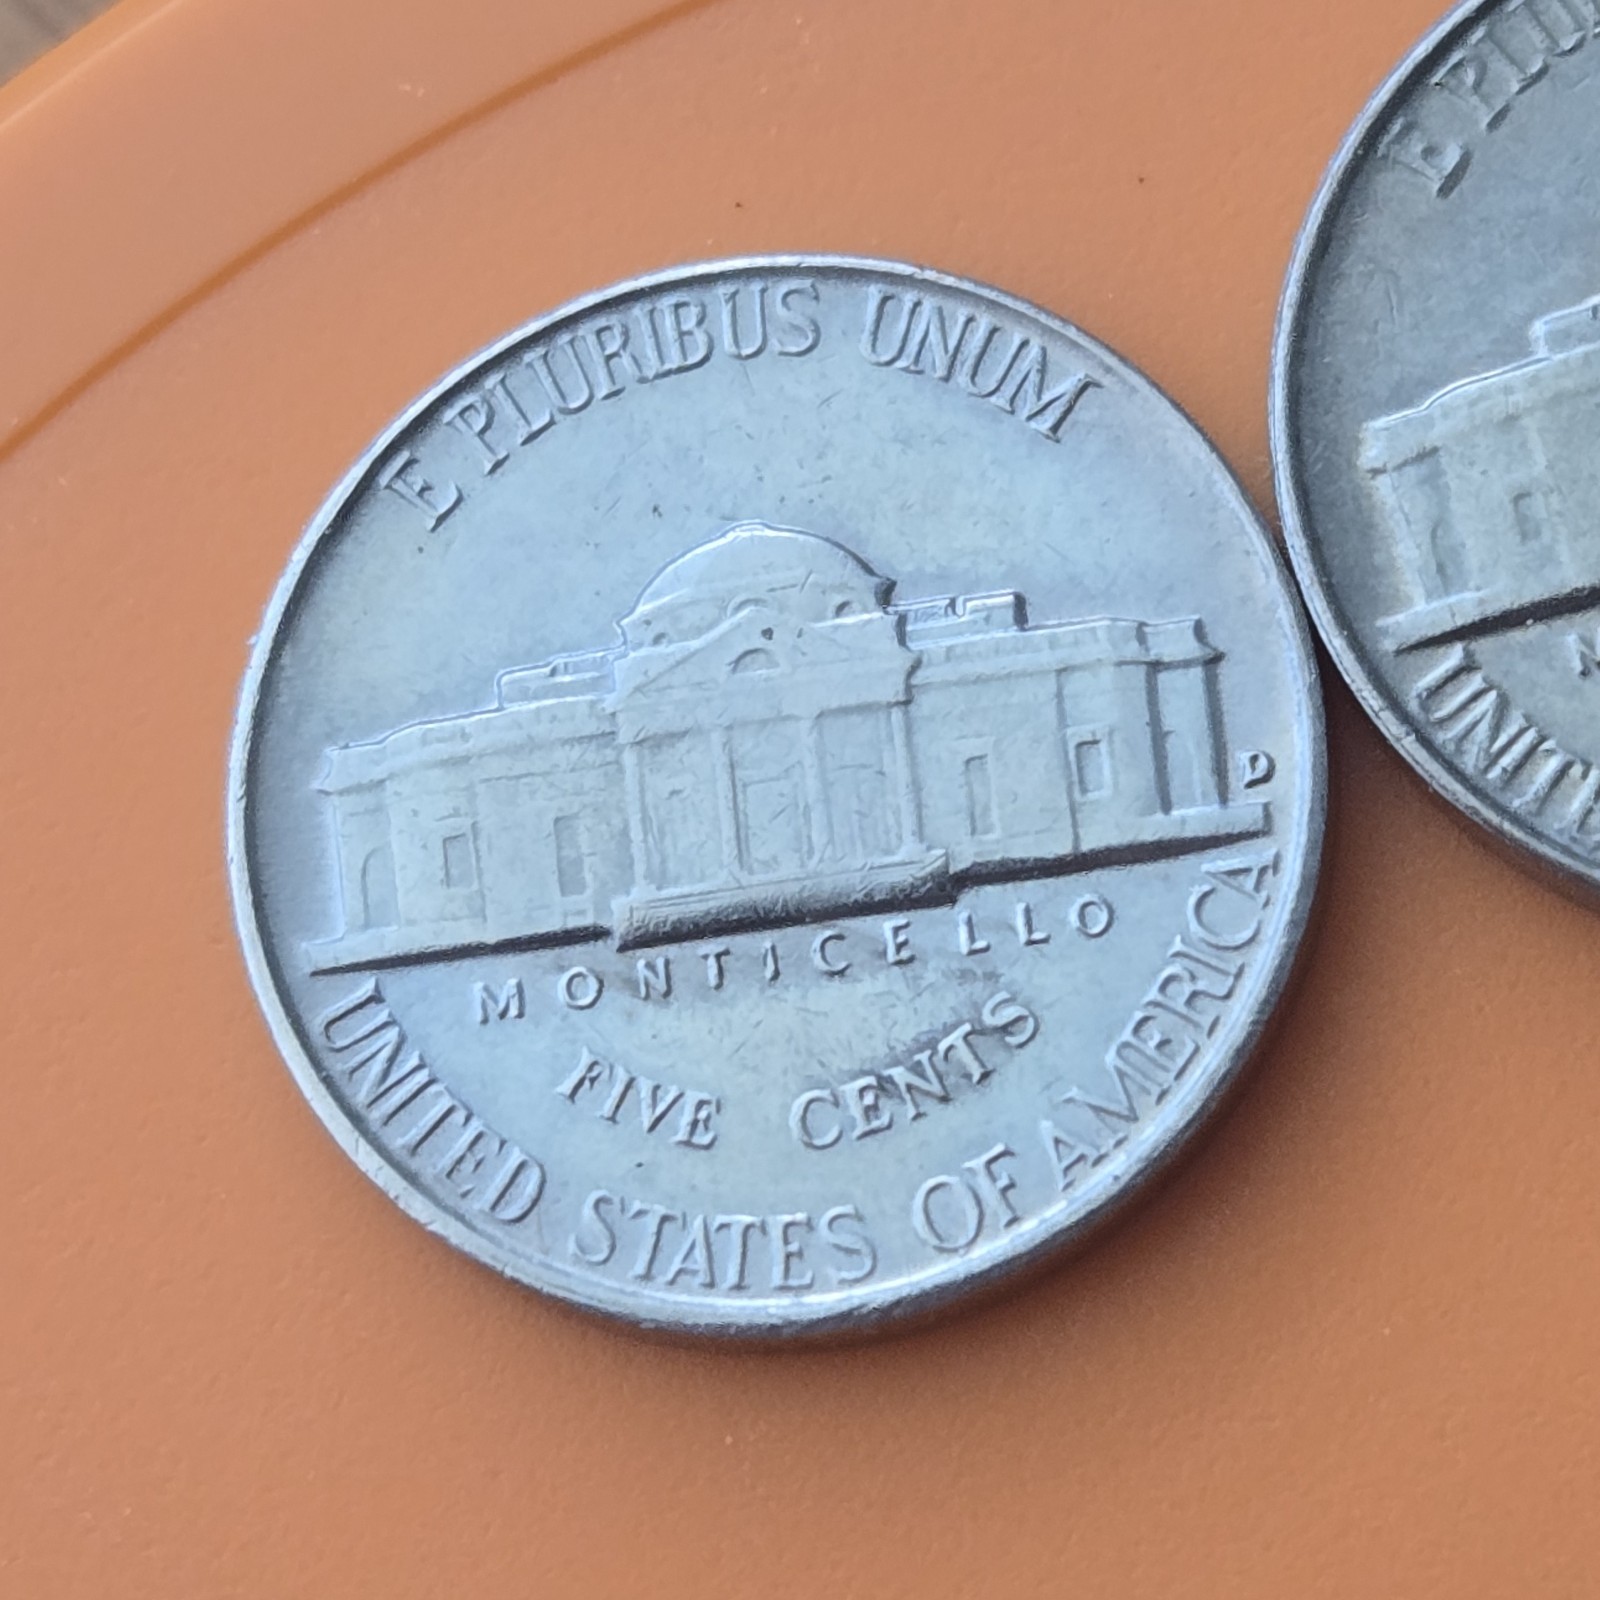 E PLURIBUS UNUM
D
MONTICELLO
FIVE CENTS
UNITED STATES OF AMERICA
E